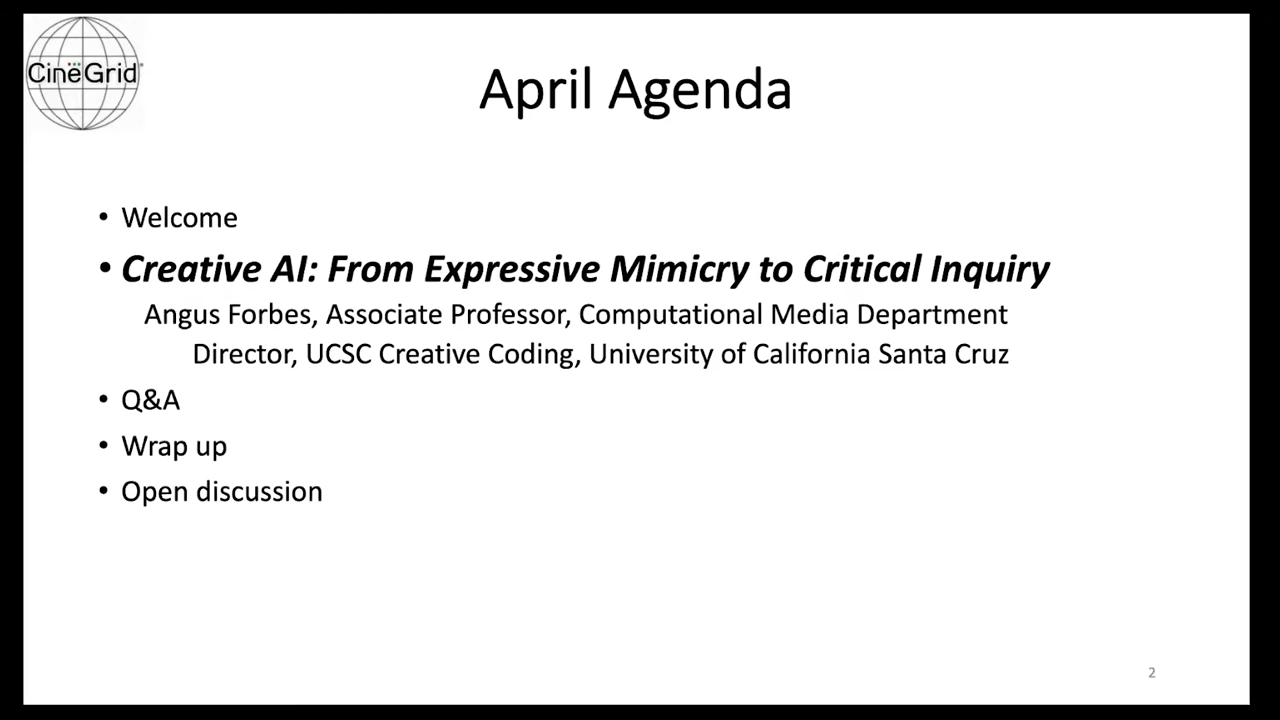 CineGrid
April Agenda
• Welcome
• Creative AI: From Expressive Mimicry to Critical Inquiry
Angus Forbes, Associate Professor, Computational Media Department
Director, UCSC Creative Coding, University of California Santa Cruz
• Q&A
• Wrap up
• Open discussion
2